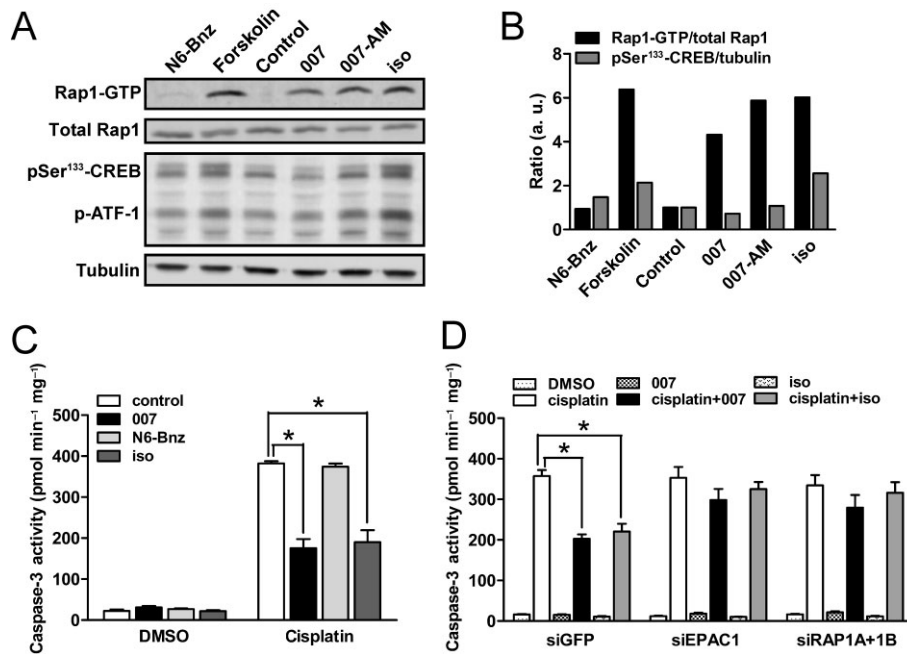 A
N6-Bnz
Forskolin
Control
007
007-AM
iso
Rap1-GTP
Total Rap1
pSer¹³³-CREB
p-ATF-1
Tubulin
B
Rap1-GTP/total Rap1
pSer¹³³-CREB/tubulin
Ratio (a. u.)
8
6
4
2
0
N6-Bnz
Forskolin
Control
007
007-AM
iso
C
control
007
N6-Bnz
iso
Caspase-3 activity (pmol min⁻¹ mg⁻¹)
500
400
300
200
100
0
*
*
DMSO
Cisplatin
D
DMSO
007
iso
cisplatin
cisplatin+007
cisplatin+iso
Caspase-3 activity (pmol min⁻¹ mg⁻¹)
500
400
300
200
100
0
*
*
siGFP
siEPAC1
siRAP1A+1B